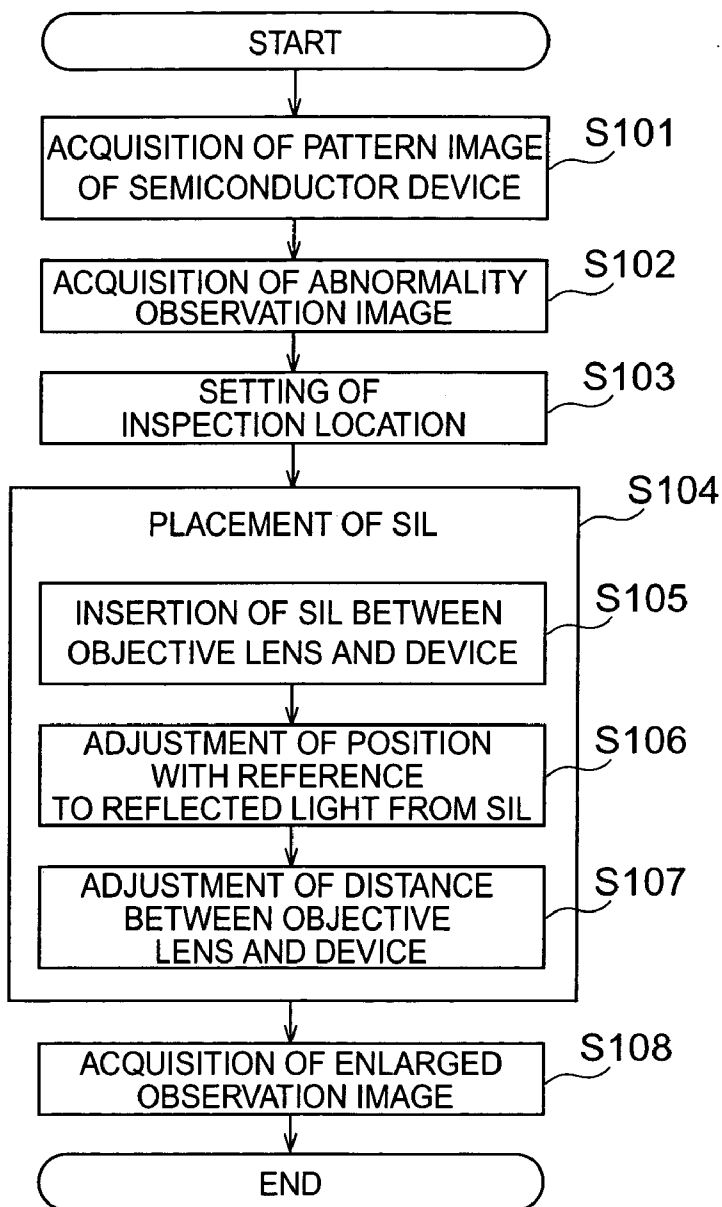 START
S101
ACQUISITION OF PATTERN IMAGE
OF SEMICONDUCTOR DEVICE
S102
ACQUISITION OF ABNORMALITY
OBSERVATION IMAGE
S103
SETTING OF
INSPECTION LOCATION
S104
PLACEMENT OF SIL
S105
INSERTION OF SIL BETWEEN
OBJECTIVE LENS AND DEVICE
S106
ADJUSTMENT OF POSITION
WITH REFERENCE
TO REFLECTED LIGHT FROM SIL
S107
ADJUSTMENT OF DISTANCE
BETWEEN OBJECTIVE
LENS AND DEVICE
S108
ACQUISITION OF ENLARGED
OBSERVATION IMAGE
END